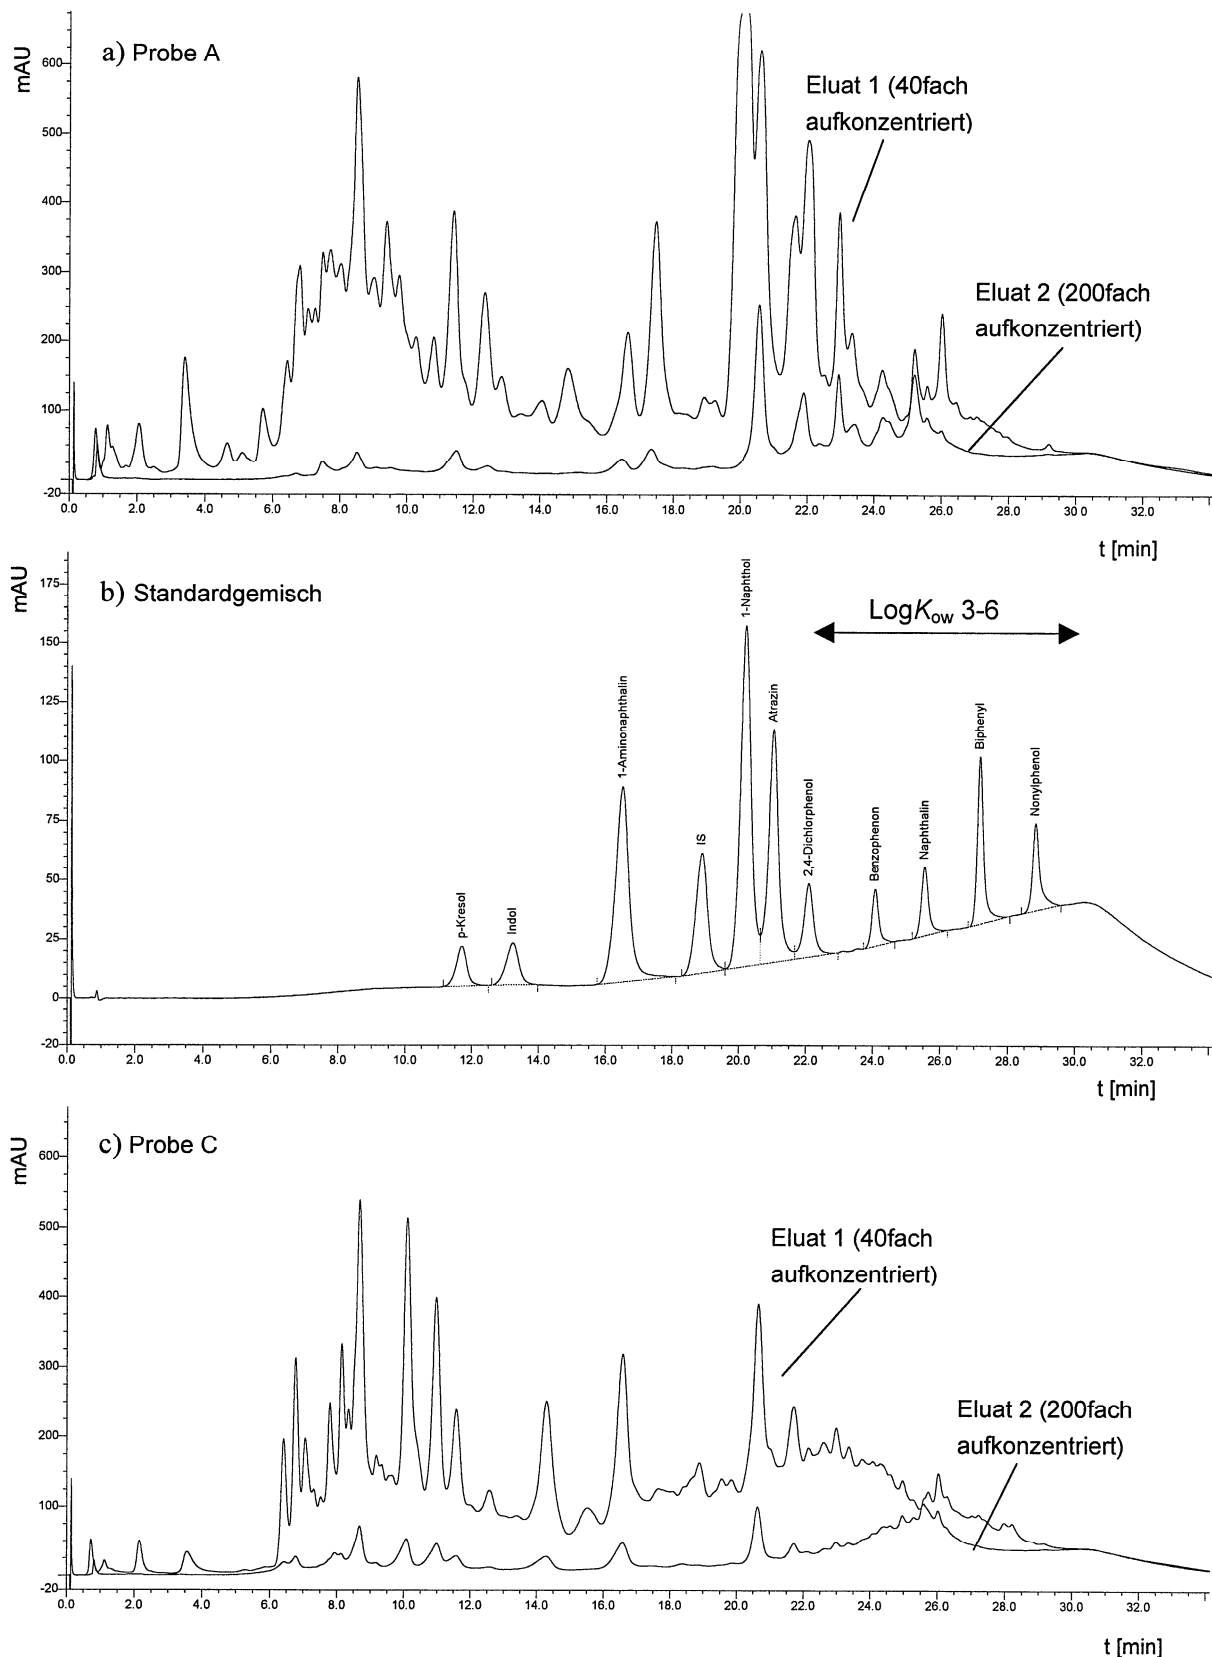 a) Probe A
mAU
600
500
400
300
200
100
-20
Eluat 1 (40fach
aufkonzentriert)
Eluat 2 (200fach
aufkonzentriert)
0.0 2.0 4.0 6.0 8.0 10.0 12.0 14.0 16.0 18.0 20.0 22.0 24.0 26.0 28.0 30 0 32.0
t [min]
b) Standardgemisch
mAU
175
150
125
100
75
50
25
0
-20
p-Kresol
Indol
1-Aminonaphthalin
IS
1-Naphthol
Atrazin
2,4-Dichlorphenol
Benzophenon
Naphthalin
Biphenyl
Nonylphenol
LogKow 3-6
0.0 2.0 4.0 6.0 8.0 10.0 12.0 14.0 16.0 18.0 20.0 22.0 24.0 26.0 28.0 30.0 32.0
t [min]
c) Probe C
mAU
600
500
400
300
200
100
-20
Eluat 1 (40fach
aufkonzentriert)
Eluat 2 (200fach
aufkonzentriert)
0.0 2.0 4.0 6.0 8.0 10.0 12.0 14.0 16.0 18.0 20.0 22.0 24.0 26.0 28.0 30.0 32.0
t [min]